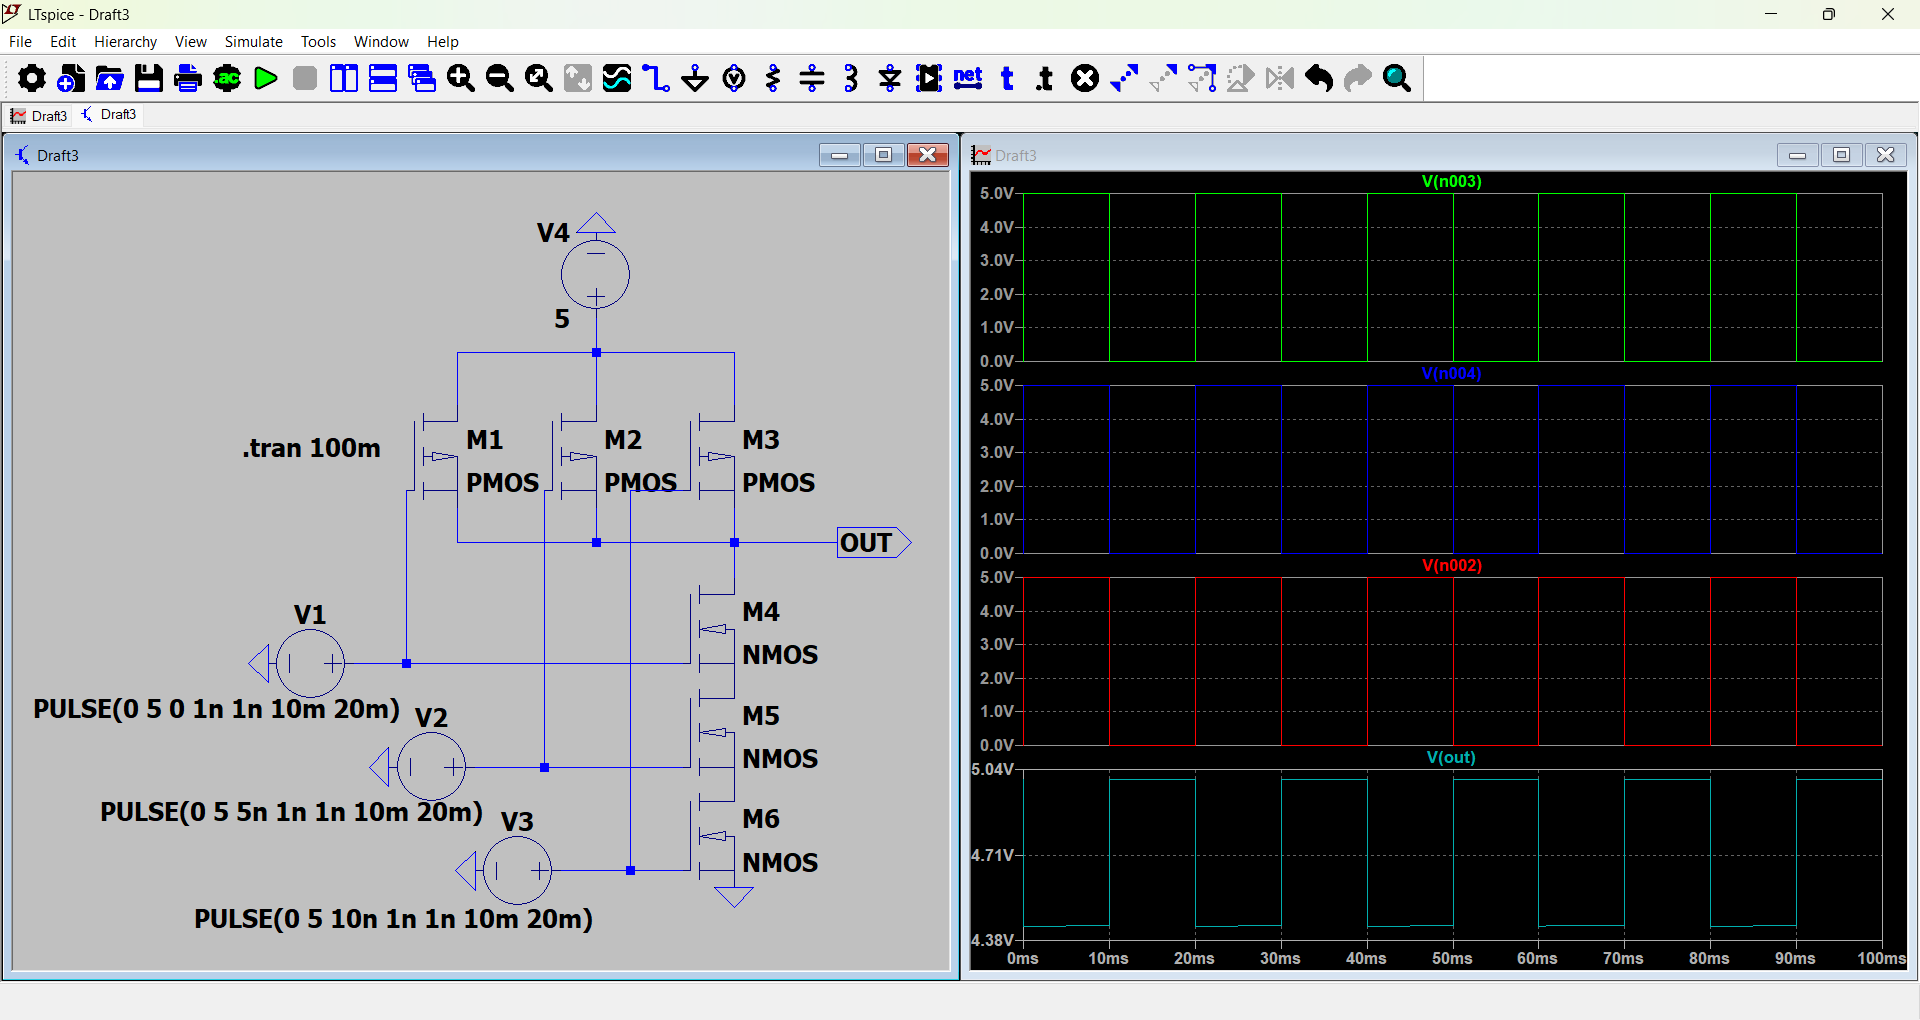 LTspice - Draft3
File Edit Hierarchy View Simulate Tools Window Help
.ac net t .t
Draft3 Draft3
Draft3
V4
5
.tran 100m
M1
PMOS
M2
PMOS
M3
PMOS
OUT
V1
PULSE(0 5 0 1n 1n 10m 20m)
M4
NMOS
V2
PULSE(0 5 5n 1n 1n 10m 20m)
M5
NMOS
V3
PULSE(0 5 10n 1n 1n 10m 20m)
M6
NMOS
Draft3
V(n003)
5.0V
4.0V
3.0V
2.0V
1.0V
0.0V
V(n004)
5.0V
4.0V
3.0V
2.0V
1.0V
0.0V
V(n002)
5.0V
4.0V
3.0V
2.0V
1.0V
0.0V
V(out)
5.04V
4.71V
4.38V
0ms 10ms 20ms 30ms 40ms 50ms 60ms 70ms 80ms 90ms 100ms